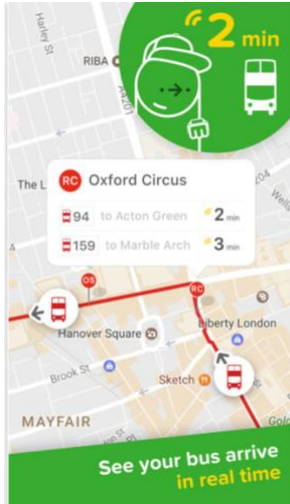 Harley St
2 min
RIBA
A4201
The L
RC Oxford Circus
94 to Acton Green 2 min
159 to Marble Arch 3 min
OS
RC
Hanover Square
Liberty London
Brook St
Sketch
MAYFAIR
See your bus arrive
in real time